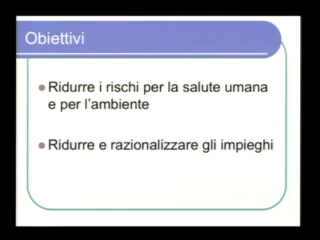 Obiettivi
Ridurre i rischi per la salute umana
e per l'ambiente
Ridurre e razionalizzare gli impieghi